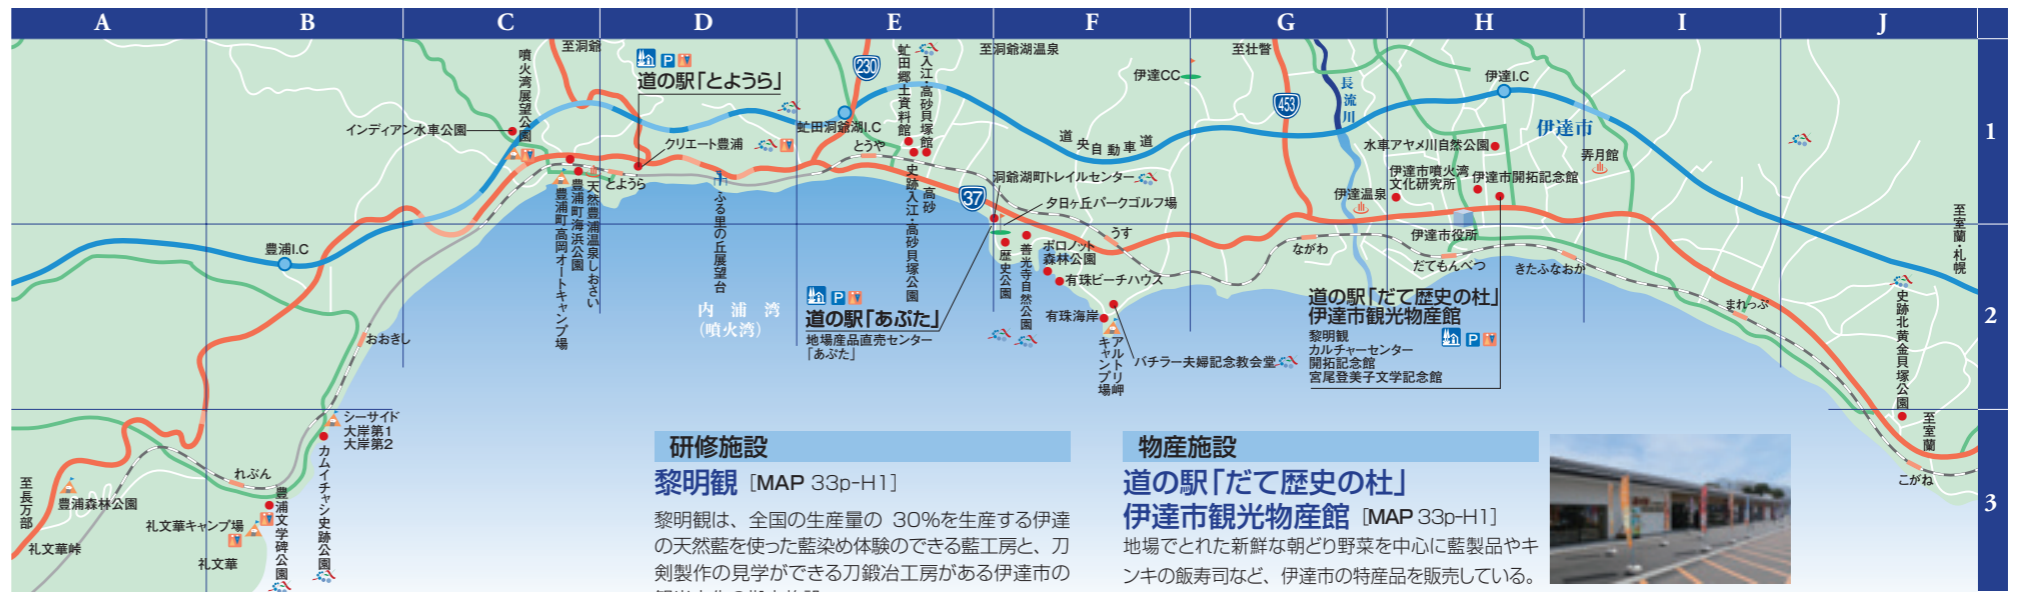 A
B
C
D
E
F
G
H
I
J
1
2
3
至洞爺
噴火湾展望公園
インディアン水車公園
P
道の駅「とようら」
クリエート豊浦
とようら
天然豊浦温泉しおさい
豊浦町海浜公園
豊浦町高岡オートキャンプ場
ふる里の丘展望台
虻田洞爺湖I.C
とうや
230
虻田郷土資料館
入江・高砂貝塚館
高砂
史跡入江・高砂貝塚公園
至洞爺湖温泉
37
洞爺湖町トレイルセンター
夕日ヶ丘パークゴルフ場
道央自動車道
伊達CC
至壮瞥
453
長流川
伊達I.C
伊達市
水車アヤメ川自然公園
伊達市噴火湾
文化研究所
伊達市開拓記念館
弄月館
伊達温泉
伊達市役所
至室蘭・札幌
豊浦I.C
おおきし
内浦湾
(噴火湾)
P
道の駅「あぷた」
地場産品直売センター
「あぷた」
歴史公園
善光寺自然公園
うす
ポロノット
森林公園
有珠ビーチハウス
有珠海岸
アルトリ岬
キャンプ場
バチラー夫婦記念教会堂
ながわ
だてもんべつ
きたふなおか
まれっぷ
道の駅「だて歴史の杜」
伊達市観光物産館
黎明観
カルチャーセンター
開拓記念館
宮尾登美子文学記念館
P
史跡北黄金貝塚公園
至室蘭
こがね
シーサイド
大岸第1
大岸第2
カムイチャシ史跡公園
れぶん
豊浦文学碑公園
礼文華キャンプ場
礼文華
豊浦森林公園
至長万部
礼文華峠
研修施設
黎明観 [MAP 33p-H1]
黎明観は、全国の生産量の 30%を生産する伊達
の天然藍を使った藍染め体験のできる藍工房と、刀
剣製作の見学ができる刀鍛冶工房がある伊達市の
物産施設
道の駅「だて歴史の杜」
伊達市観光物産館 [MAP 33p-H1]
地場でとれた新鮮な朝どり野菜を中心に藍製品やキ
ンキの飯寿司など、伊達市の特産品を販売している。